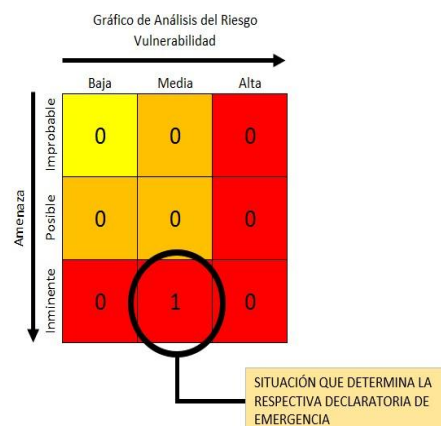 Gráfico de Análisis del Riesgo
Vulnerabilidad
Baja Media Alta
Amenaza
Improbable 0 0 0
Posible 0 0 0
Inminente 0 1 0
SITUACIÓN QUE DETERMINA LA
RESPECTIVA DECLARATORIA DE
EMERGENCIA